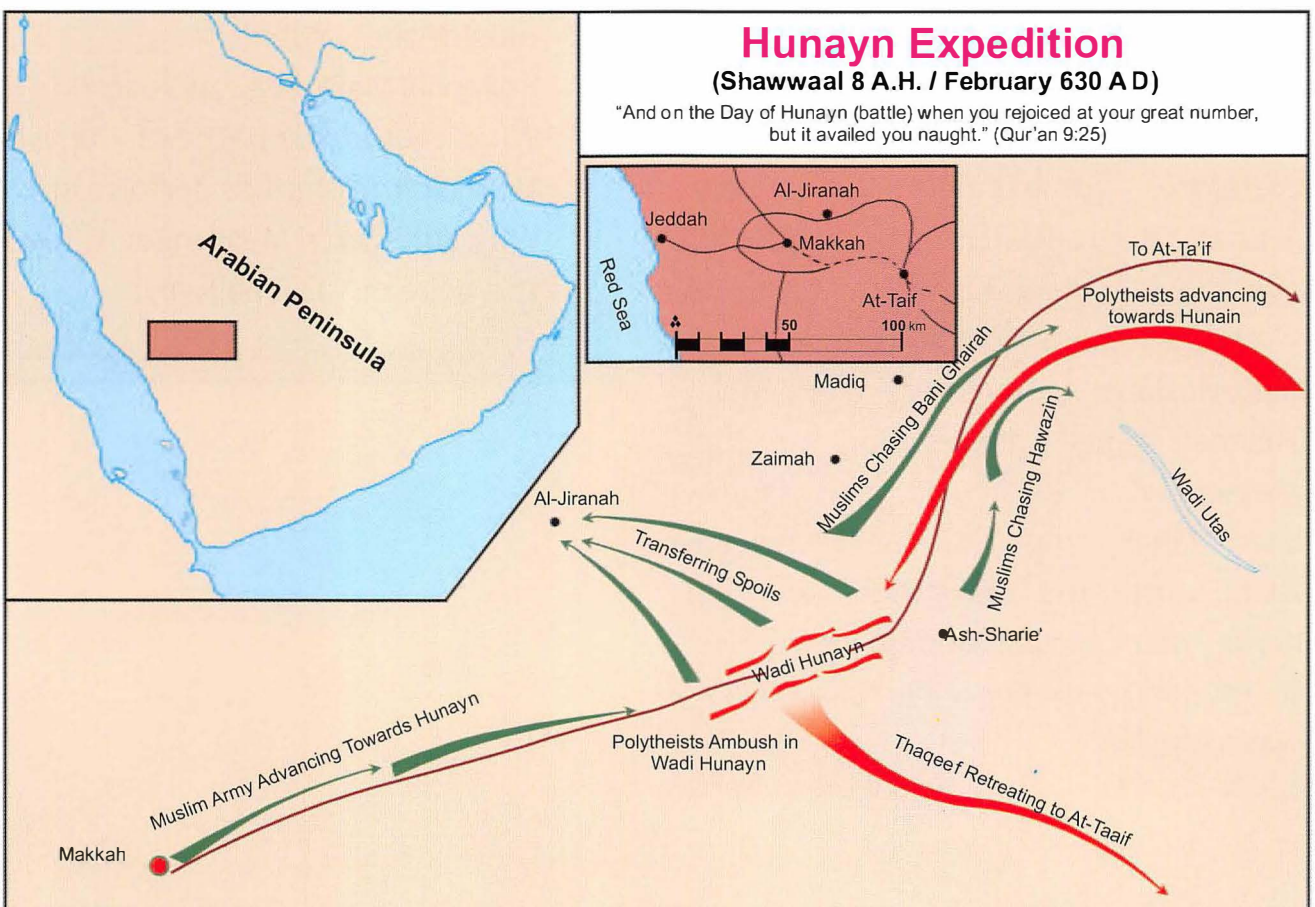 Hunayn Expedition
(Shawwaal 8 A.H. / February 630 AD)
“And on the Day of Hunayn (battle) when you rejoiced at your great number,
but it availed you naught.” (Qur’an 9:25)
Arabian Peninsula
Al-Jiranah
Jeddah
Makkah
Red Sea
At-Taif
50
100 km
To At-Ta’if
Polytheists advancing
towards Hunain
Madiq
Muslims Chasing Bani Ghairah
Zaimah
Muslims Chasing Hawazin
Wadi Utas
Al-Jiranah
Transferring Spoils
Ash-Sharie‘
Wadi Hunayn
Muslim Army Advancing Towards Hunayn
Polytheists Ambush in
Wadi Hunayn
Thaqeef Retreating to At-Taaif
Makkah